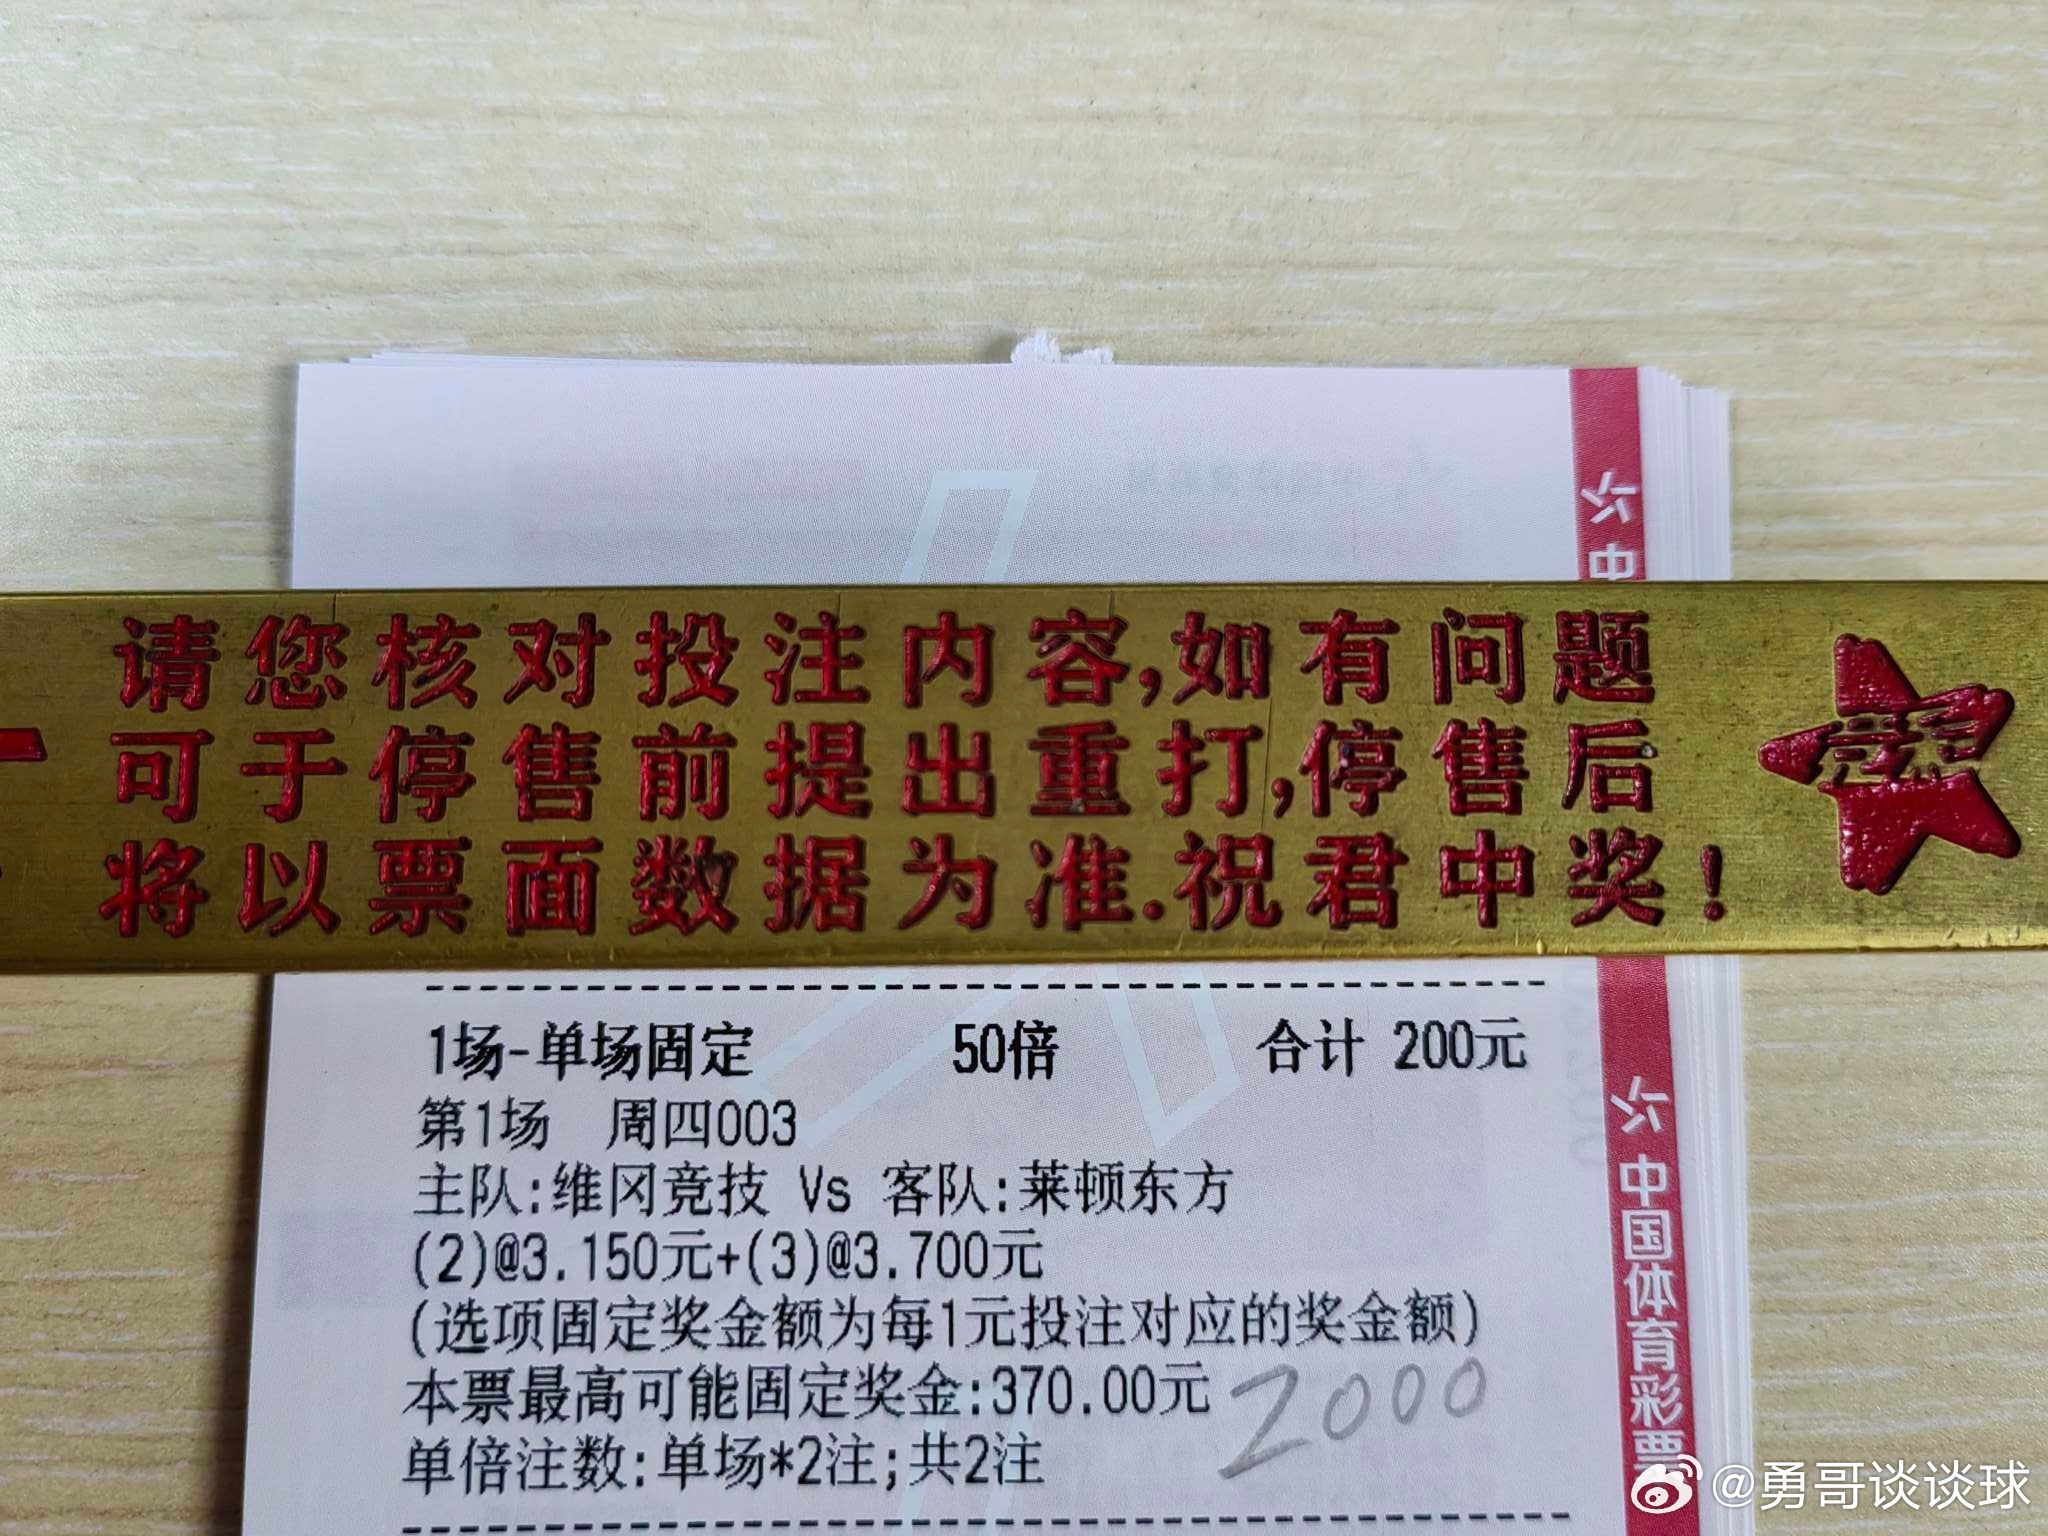 中
请您核对投注内容,如有问题
可于停售前提出重打,停售后
将以票面数据为准.祝君中奖!
1场-单场固定 50倍 合计 200元
第1场 周四003
主队:维冈竞技 Vs 客队:莱顿东方
(2)@3.150元+(3)@3.700元
(选项固定奖金额为每1元投注对应的奖金额)
本票最高可能固定奖金:370.00元
2000
单倍注数:单场*2注;共2注
中国体育彩票
@勇哥谈谈球